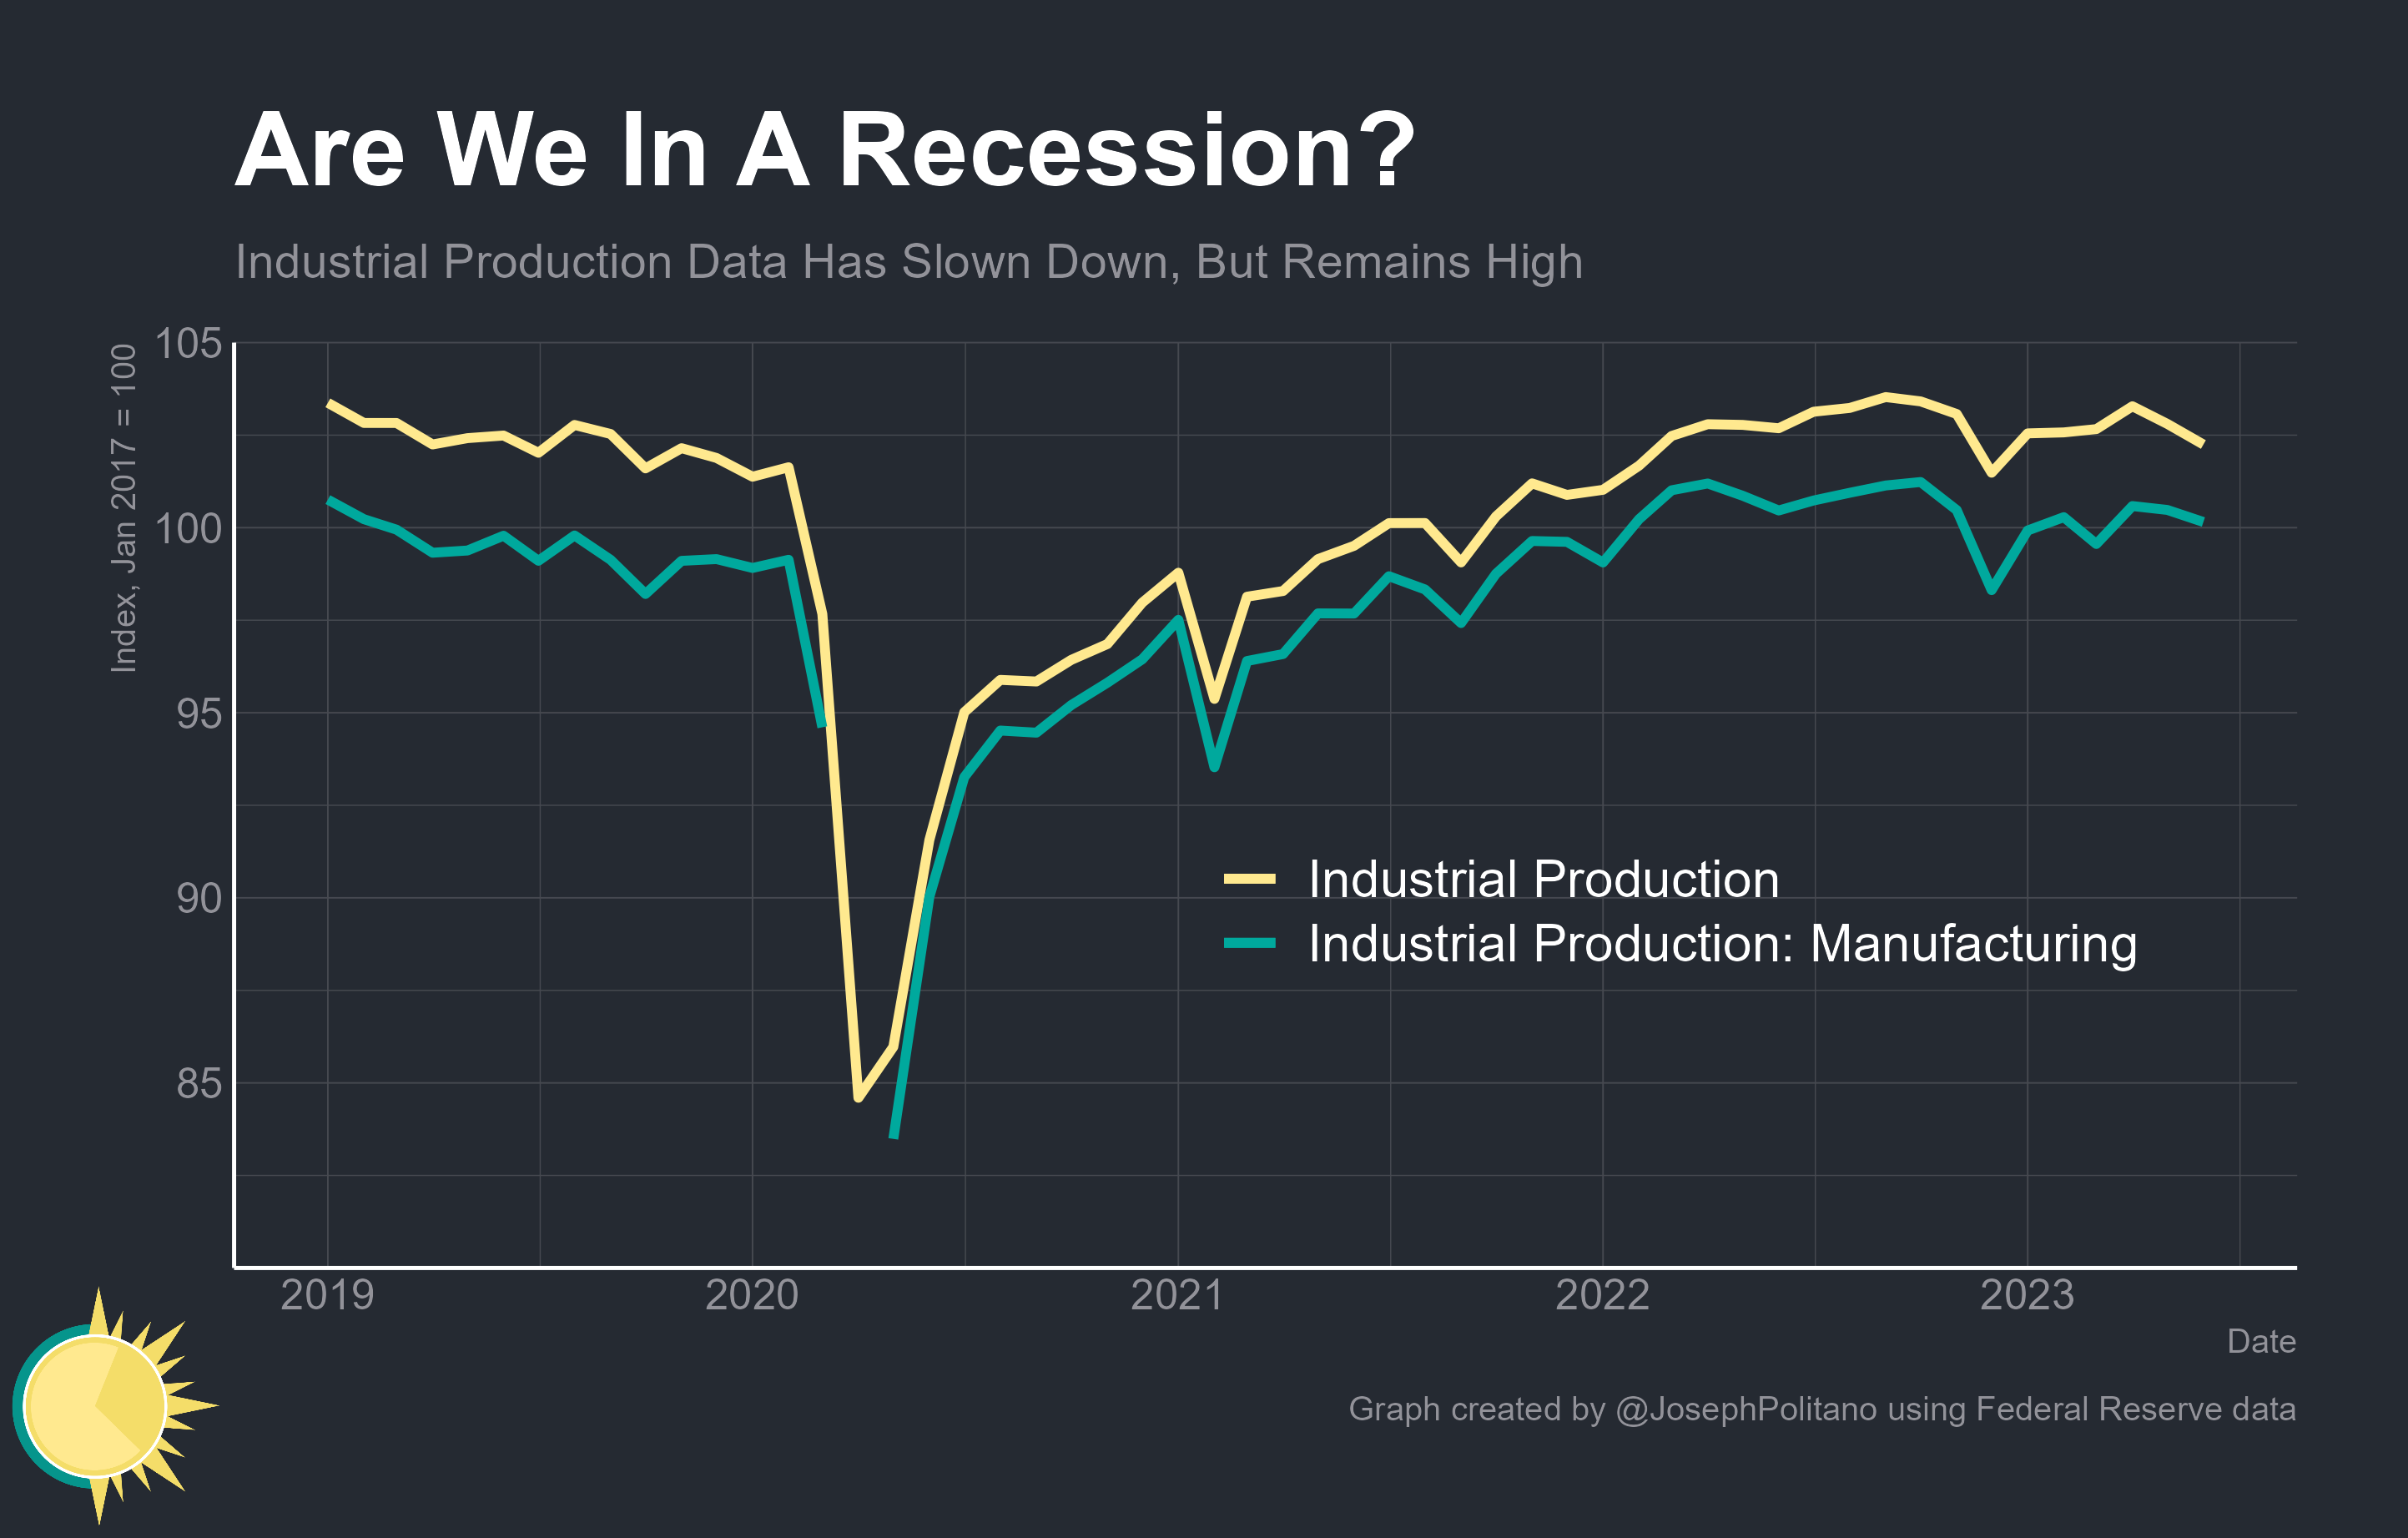 Are We In A Recession?
Industrial Production Data Has Slown Down, But Remains High
Index, Jan 2017 = 100
105
100
95
90
85
Industrial Production
Industrial Production: Manufacturing
2019
2020
2021
2022
2023
Date
Graph created by @JosephPolitano using Federal Reserve data